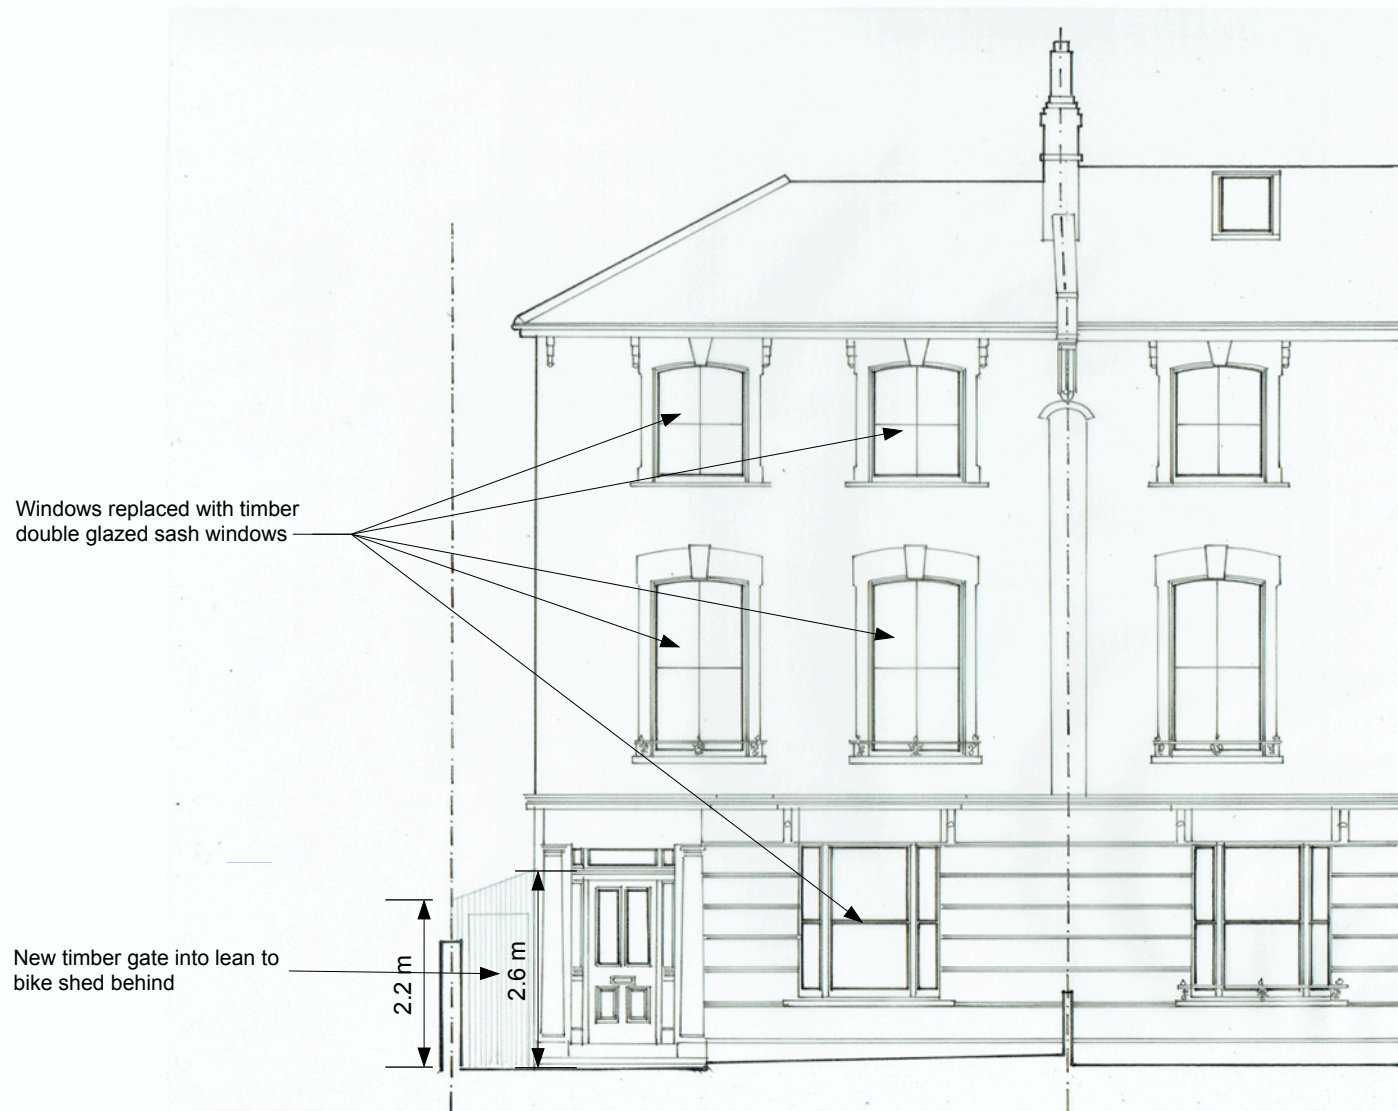 Windows replaced with timber
double glazed sash windows
New timber gate into lean to
bike shed behind
2.2 m
2.6 m